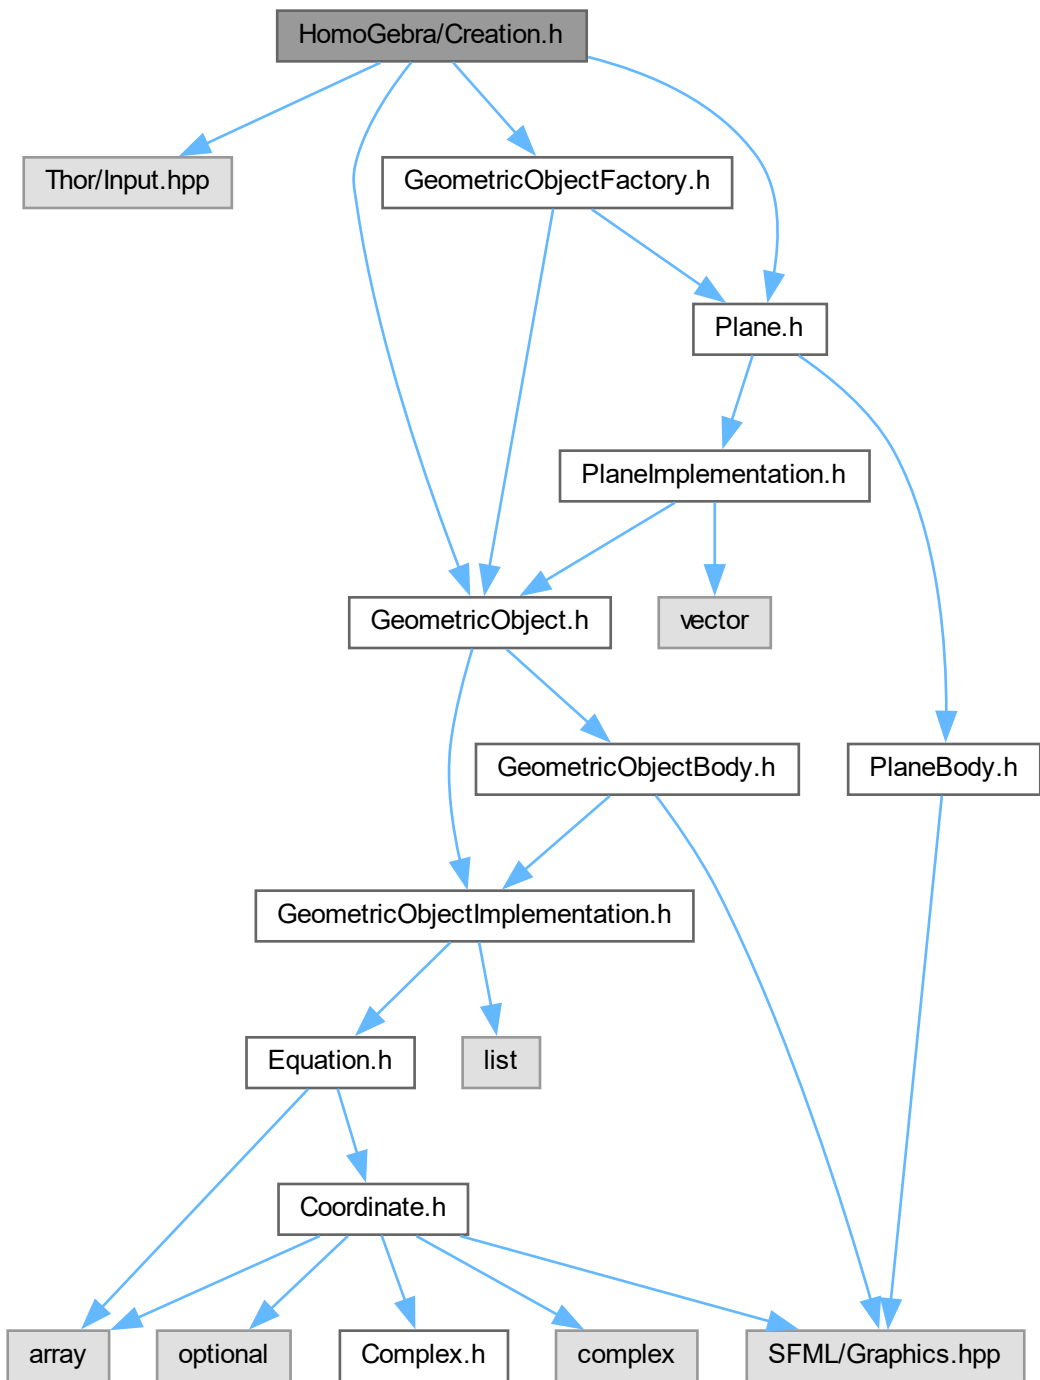 HomoGebra/Creation.h
Thor/Input.hpp
GeometricObjectFactory.h
Plane.h
PlaneImplementation.h
GeometricObject.h
vector
GeometricObjectBody.h
PlaneBody.h
GeometricObjectImplementation.h
Equation.h
list
Coordinate.h
array
optional
Complex.h
complex
SFML/Graphics.hpp